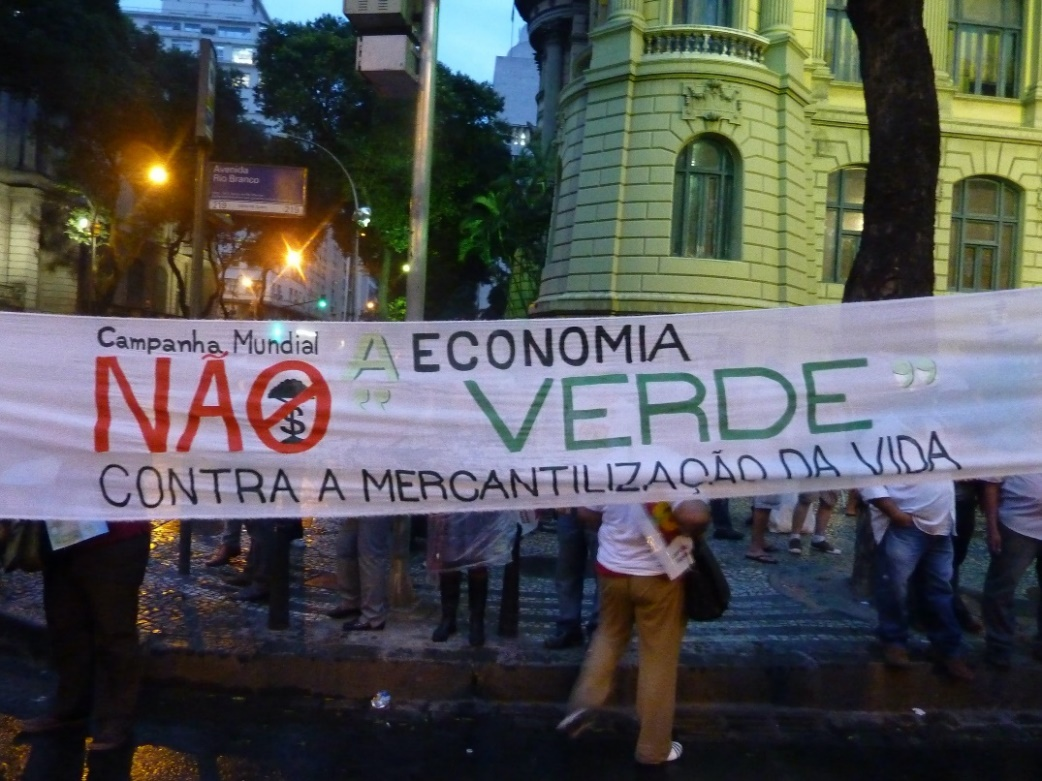 Avenida
Rio Branco
Campanha Mundial
NÃO A ECONOMIA
"VERDE"
CONTRA A MERCANTILIZAÇÃO DA VIDA